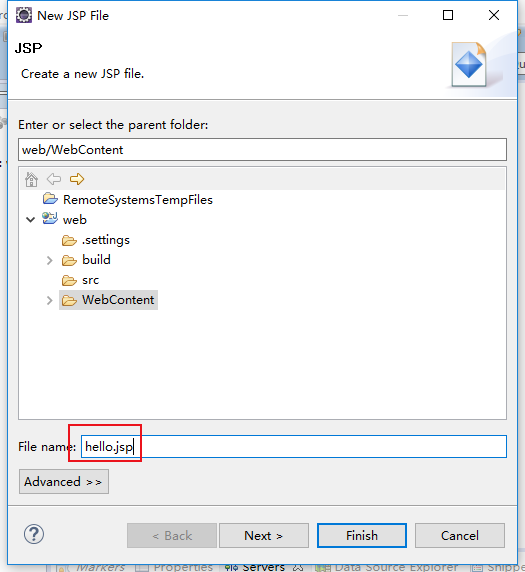 New JSP File
JSP
Create a new JSP file.
Enter or select the parent folder:
web/WebContent
RemoteSystemsTempFiles
web
.settings
build
src
WebContent
File name: hello.jsp
Advanced >>
< Back Next > Finish Cancel
Markers Properties Servers Data Source Explorer Snippe